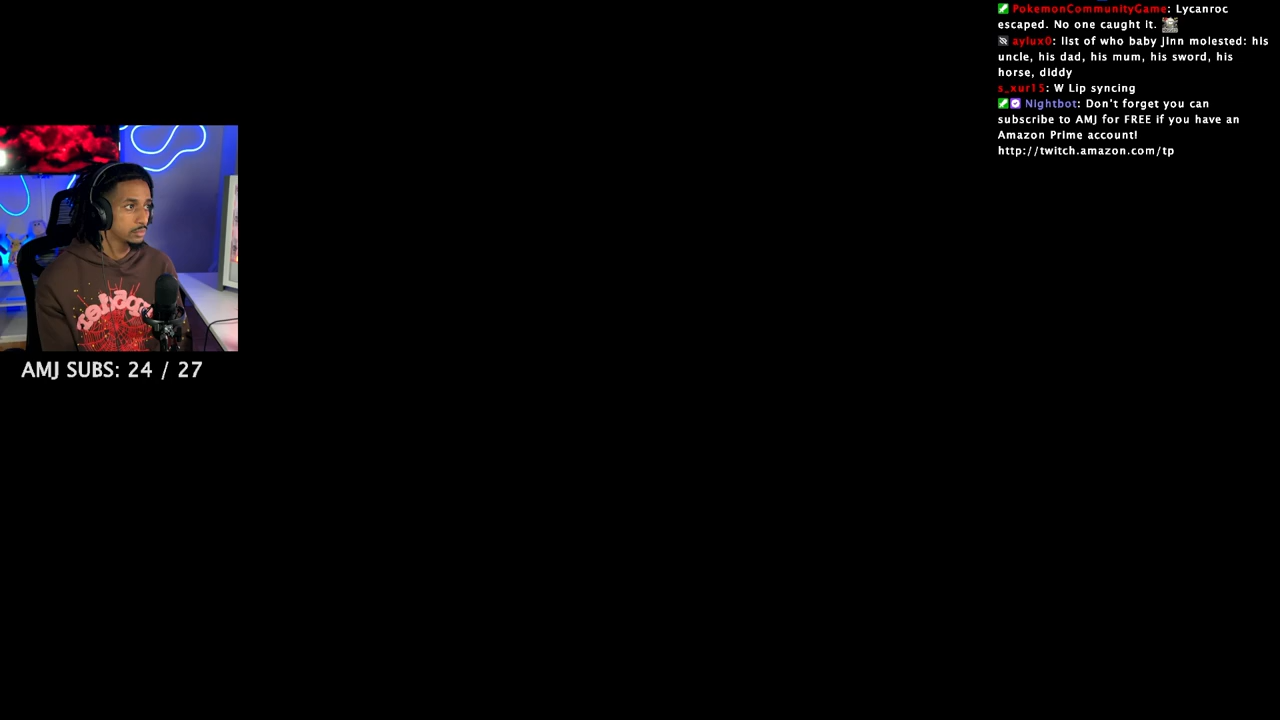 PokemonCommunityGame: Lycanroc
escaped. No one caught it.
aylux0: list of who baby jinn molested: his
uncle, his dad, his mum, his sword, his
horse, diddy
s_xur15: W Lip syncing
Nightbot: Don't forget you can
subscribe to AMJ for FREE if you have an
Amazon Prime account!
http://twitch.amazon.com/tp
AMJ SUBS: 24 / 27